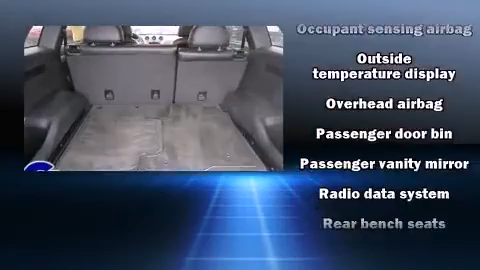 Occupant sensing airbag
Outside
temperature display
Overhead airbag
Passenger door bin
Passenger vanity mirror
Radio data system
Rear bench seats